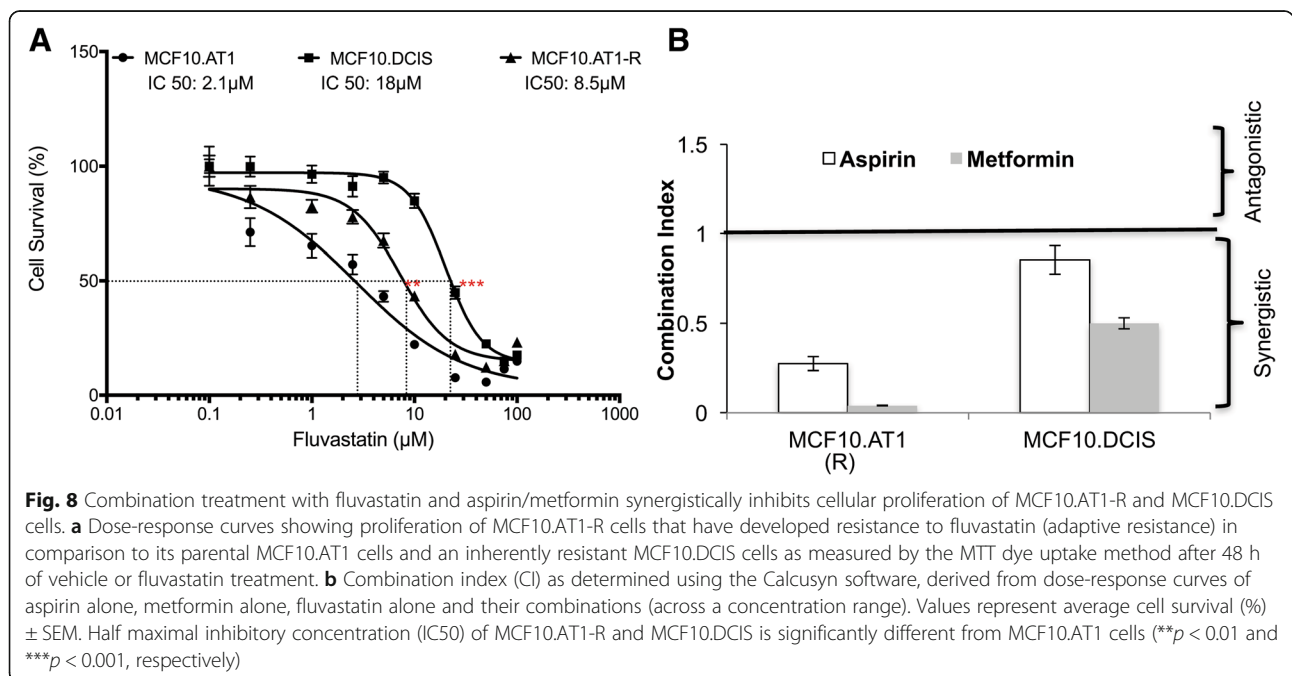 A
B
150
MCF10.AT1
MCF10.DCIS
MCF10.AT1-R
IC 50: 2.1µM
IC 50: 18µM
IC50: 8.5µM
100
50
0
Cell Survival (%)
**
***
0.01
0.1
1
10
100
1000
Fluvastatin (µM)
1.5
1
0.5
0
Combination Index
Aspirin
Metformin
Antagonistic
Synergistic
MCF10.AT1
(R)
MCF10.DCIS
Fig. 8 Combination treatment with fluvastatin and aspirin/metformin synergistically inhibits cellular proliferation of MCF10.AT1-R and MCF10.DCIS
cells. a Dose-response curves showing proliferation of MCF10.AT1-R cells that have developed resistance to fluvastatin (adaptive resistance) in
comparison to its parental MCF10.AT1 cells and an inherently resistant MCF10.DCIS cells as measured by the MTT dye uptake method after 48 h
of vehicle or fluvastatin treatment. b Combination index (CI) as determined using the Calcusyn software, derived from dose-response curves of
aspirin alone, metformin alone, fluvastatin alone and their combinations (across a concentration range). Values represent average cell survival (%)
± SEM. Half maximal inhibitory concentration (IC50) of MCF10.AT1-R and MCF10.DCIS is significantly different from MCF10.AT1 cells (**p < 0.01 and
***p < 0.001, respectively)